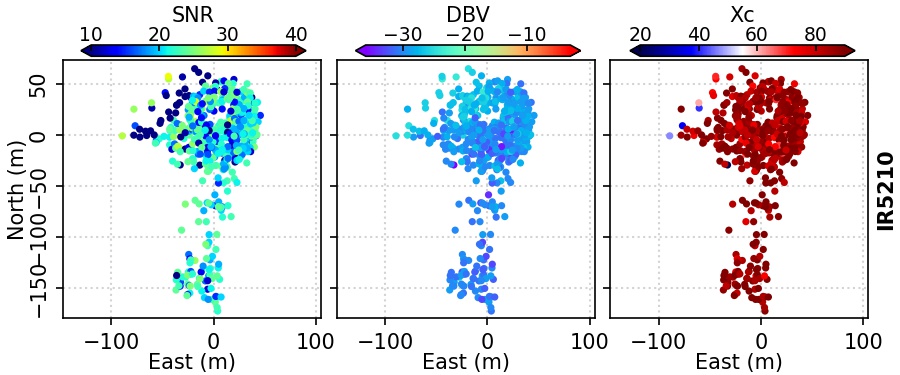 SNR DBV Xc
10 20 30 40 −30 −20 −10 20 40 60 80
50
0
−50
−100
−150
North (m)
IR5210
−100 0 100 −100 0 100 −100 0 100
East (m) East (m) East (m)